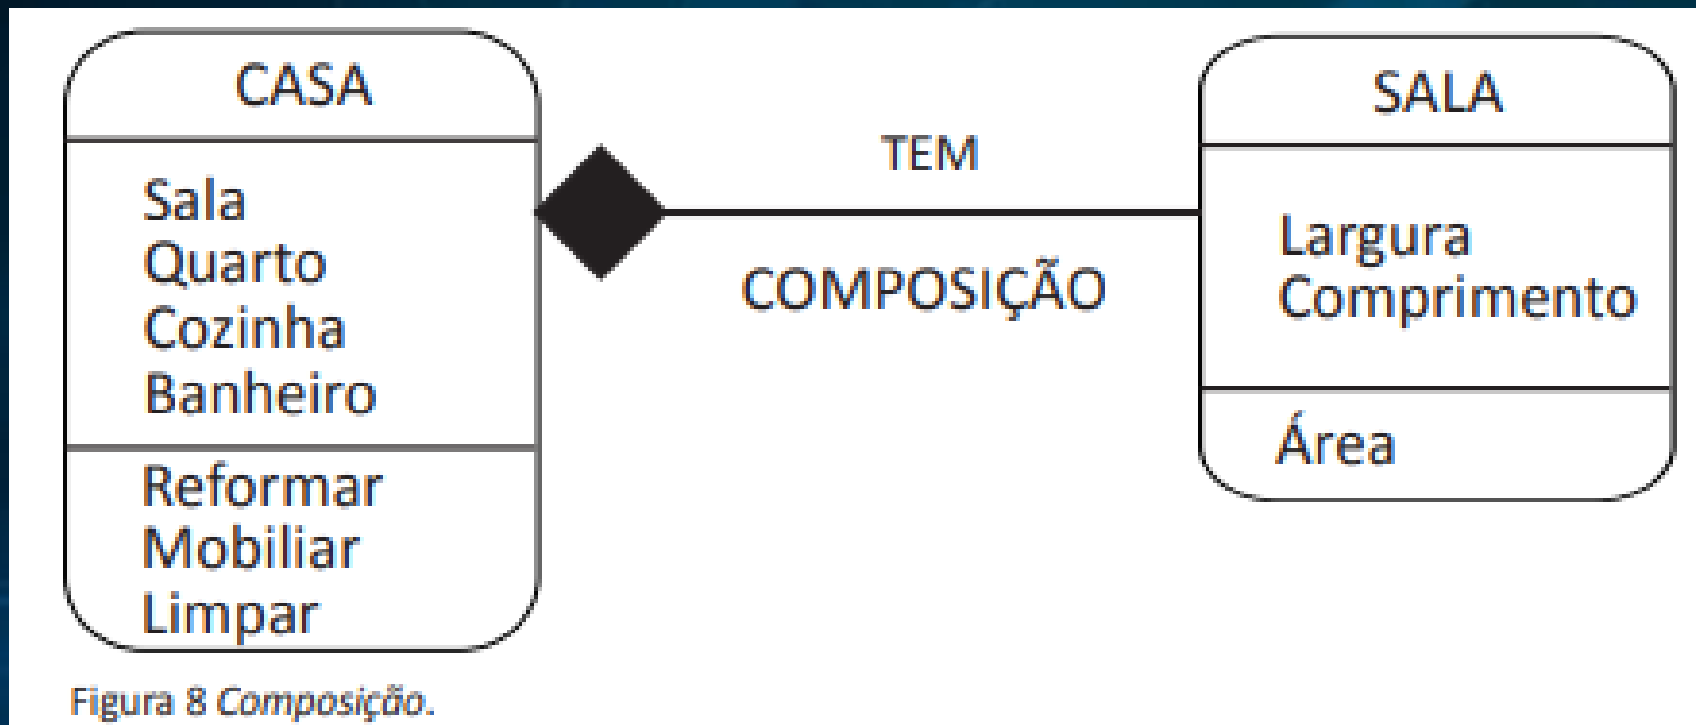 CASA
Sala
Quarto
Cozinha
Banheiro
Reformar
Mobiliar
Limpar
TEM
COMPOSIÇÃO
SALA
Largura
Comprimento
Área
Figura 8 Composição.